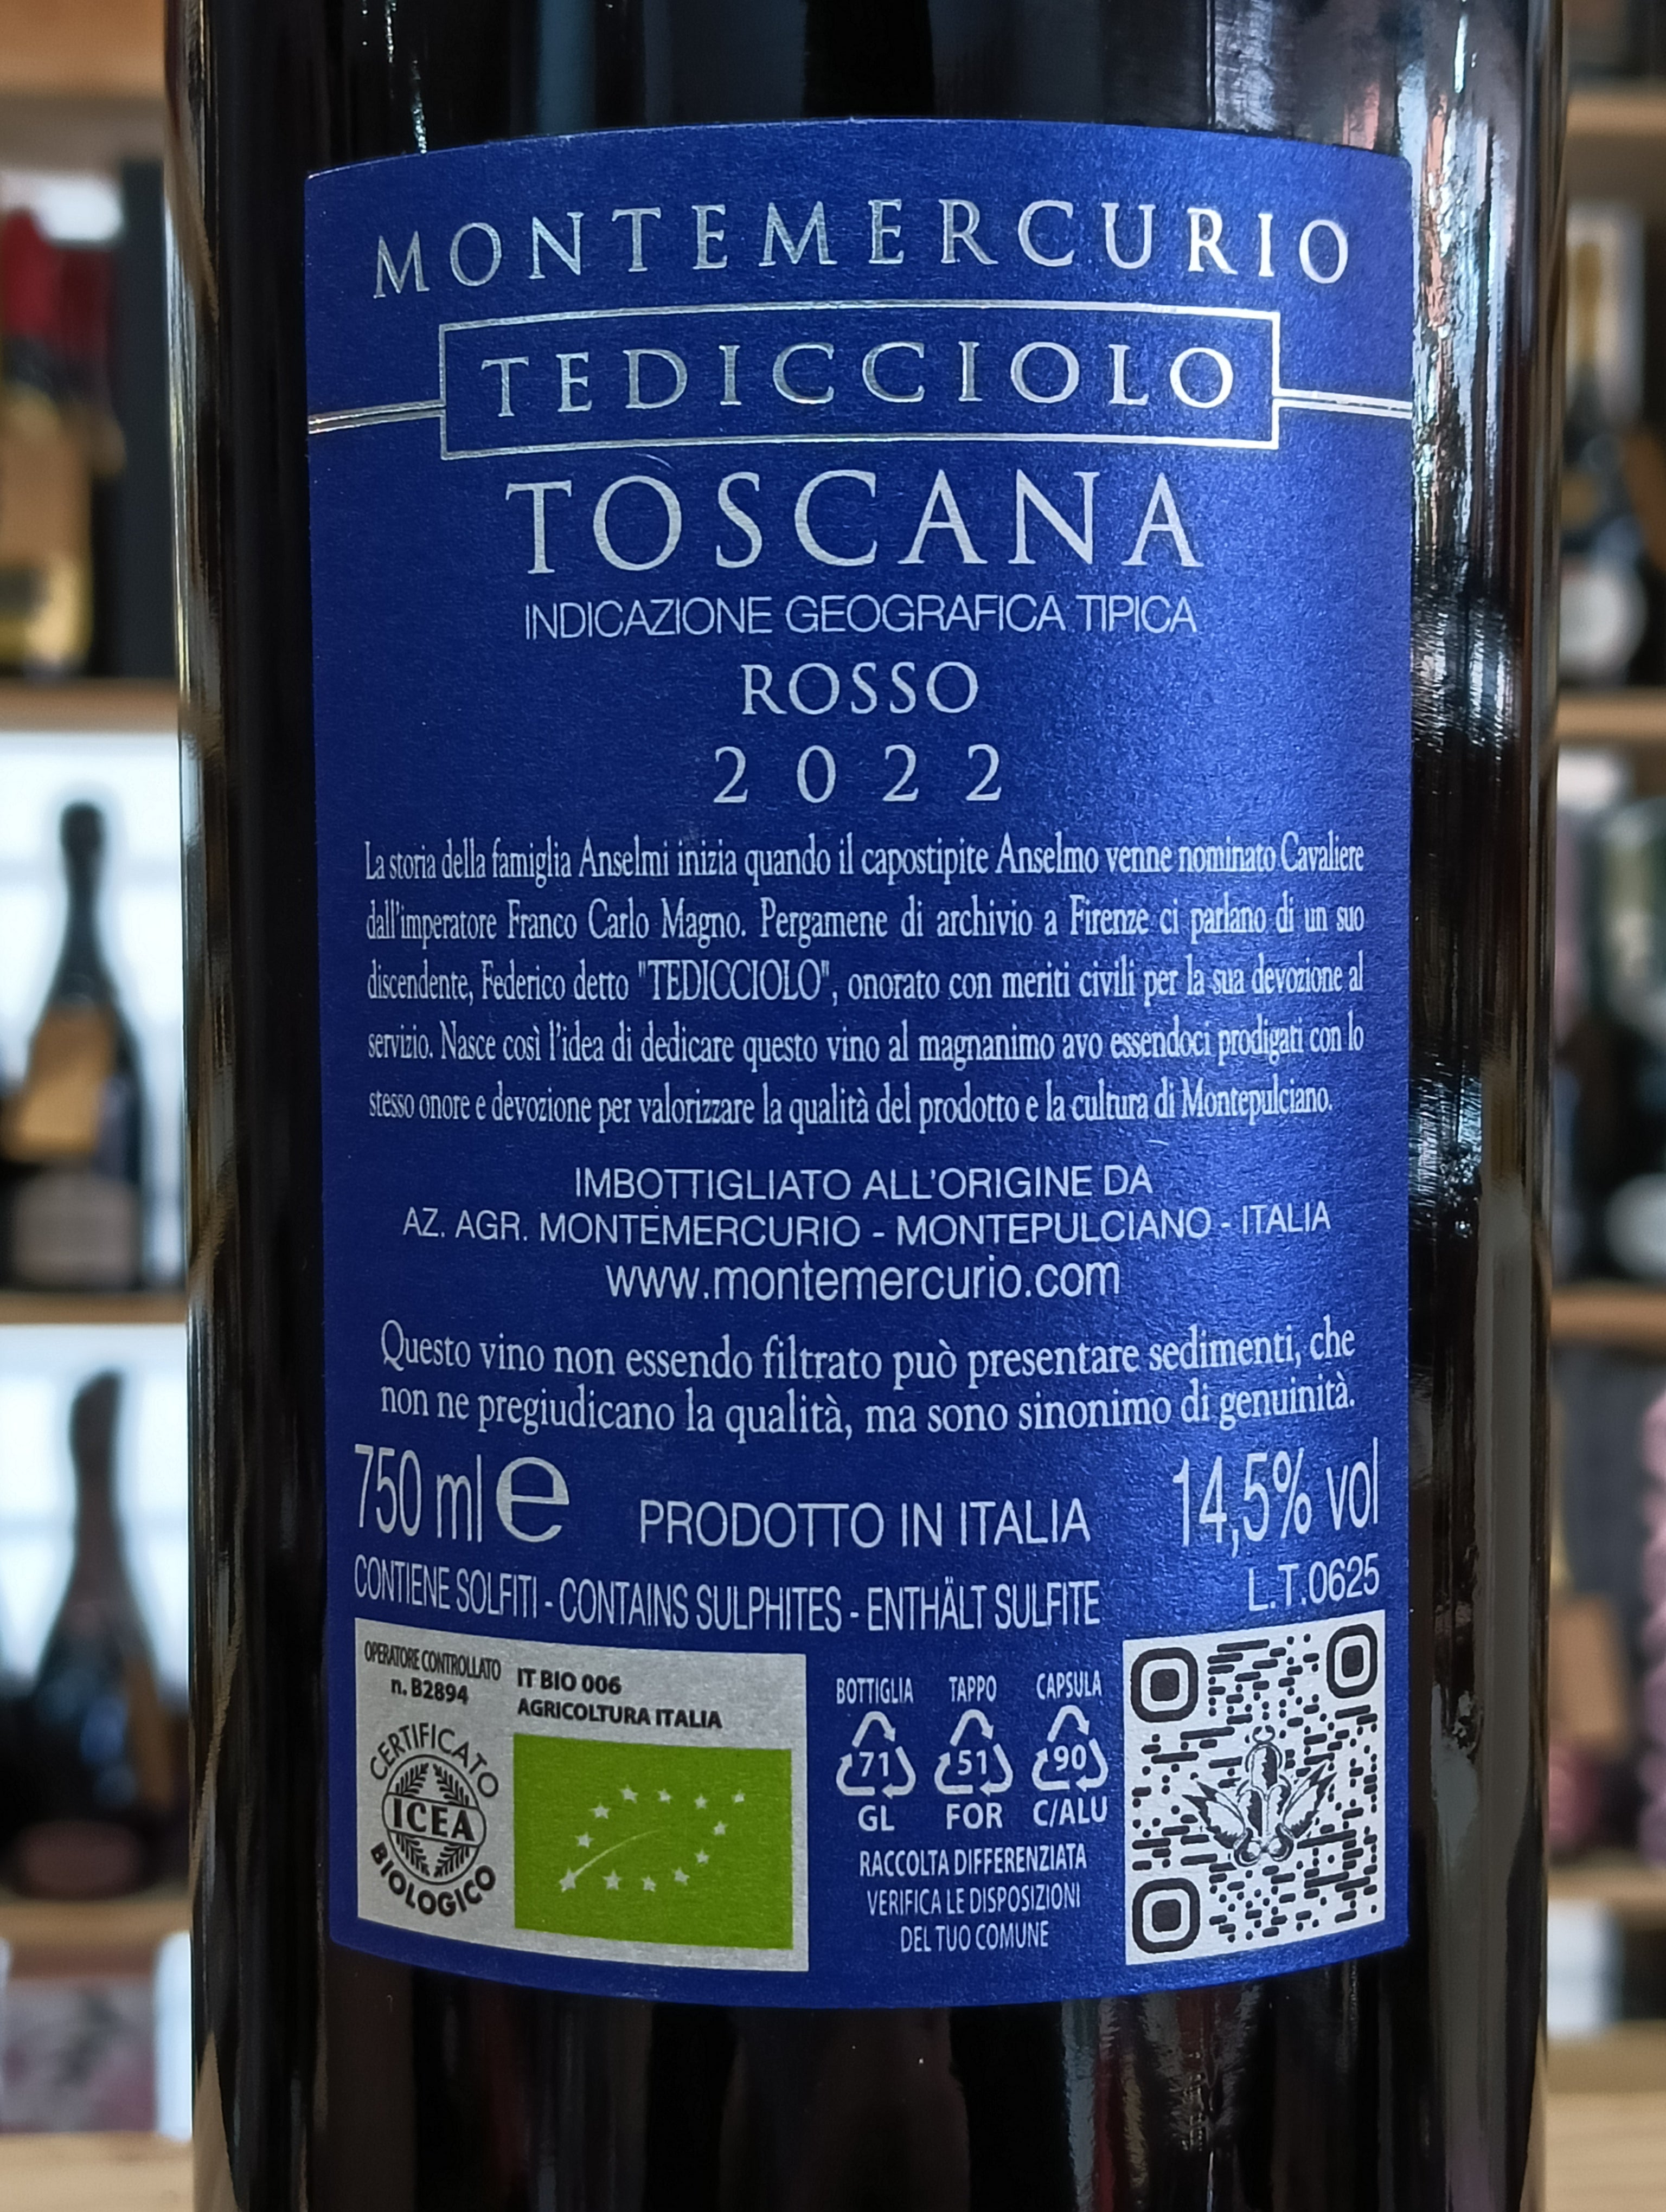 MONTEMERCURIO
TEDICCIOLO
TOSCANA
INDICAZIONE GEOGRAFICA TIPICA
ROSSO
2022
La storia della famiglia Anselmi inizia quando il capostipite Anselmo venne nominato Cavaliere
dall'imperatore Franco Carlo Magno. Pergamene di archivio a Firenze ci parlano di un suo
discendente, Federico detto "TEDICCIOLO", onorato con meriti civili per la sua devozione al
servizio. Nasce così l'idea di dedicare questo vino al magnanimo avo essendoci prodigati con lo
stesso onore e devozione per valorizzare la qualità del prodotto e la cultura di Montepulciano.
IMBOTTIGLIATO ALL'ORIGINE DA
AZ. AGR. MONTEMERCURIO - MONTEPULCIANO - ITALIA
www.montemercurio.com
Questo vino non essendo filtrato può presentare sedimenti, che
non ne pregiudicano la qualità, ma sono sinonimo di genuinità.
750 ml e PRODOTTO IN ITALIA 14,5% vol
CONTIENE SOLFITI - CONTAINS SULPHITES - ENTHÄLT SULFITE L.T.0625
OPERATORE CONTROLLATO
n. B2894
CERTIFICATO
ICEA
BIOLOGICO
IT BIO 006
AGRICOLTURA ITALIA
BOTTIGLIA TAPPO CAPSULA
71 51 90
GL FOR C/ALU
RACCOLTA DIFFERENZIATA
VERIFICA LE DISPOSIZIONI
DEL TUO COMUNE